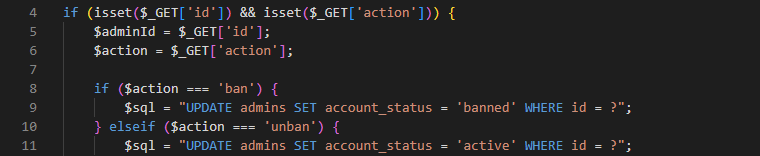 4 if (isset($_GET['id']) && isset($_GET['action'])) {
5 $adminId = $_GET['id'];
6 $action = $_GET['action'];
7
8 if ($action === 'ban') {
9 $sql = "UPDATE admins SET account_status = 'banned' WHERE id = ?";
10 } elseif ($action === 'unban') {
11 $sql = "UPDATE admins SET account_status = 'active' WHERE id = ?";